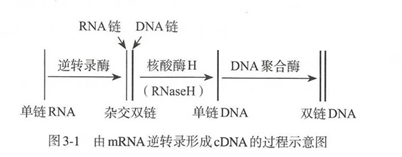 RNA链 DNA链
逆转录酶 核酸酶H DNA聚合酶
(RNaseH)
单链RNA 杂交双链 单链DNA 双链DNA
图3-1 由mRNA逆转录形成cDNA的过程示意图